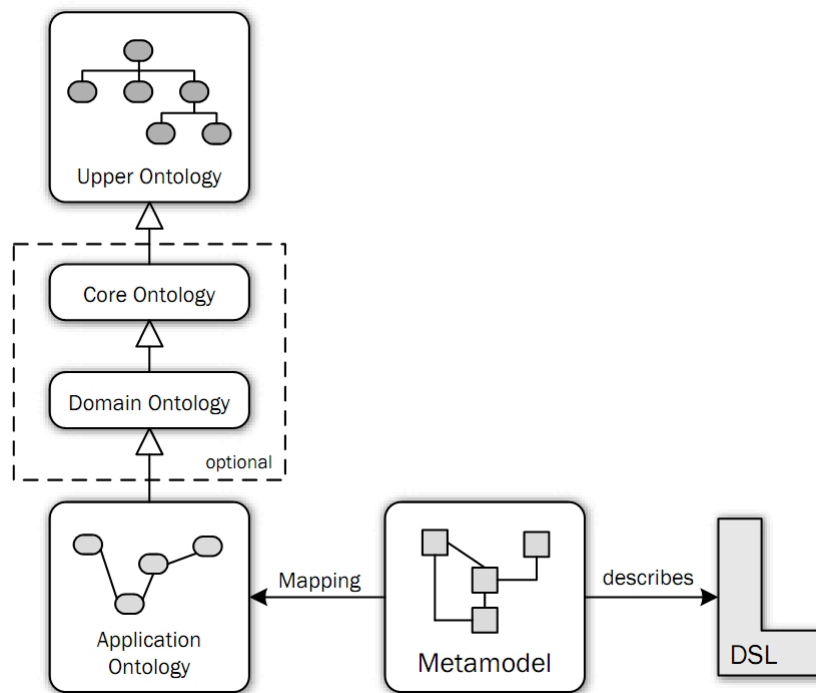 Upper Ontology
Core Ontology
Domain Ontology
optional
Application
Ontology
Mapping
Metamodel
describes
DSL